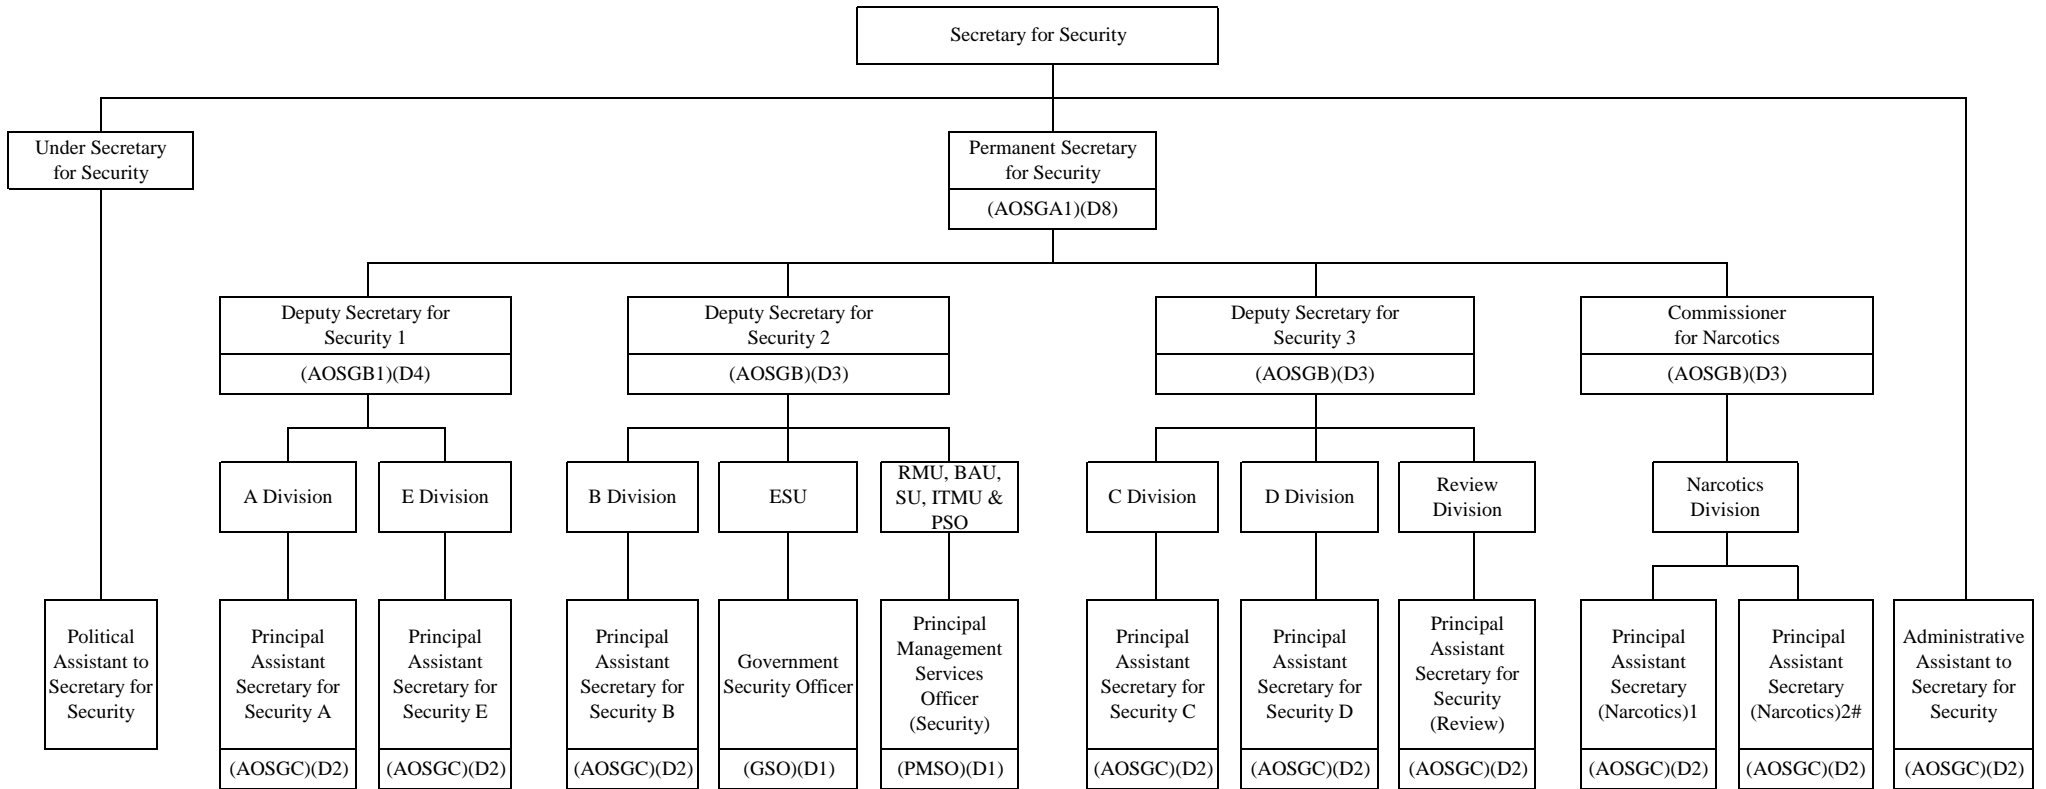 Secretary for Security
Under Secretary
for Security
Permanent Secretary
for Security
(AOSGA1)(D8)
Deputy Secretary for
Security 1
(AOSGB1)(D4)
Deputy Secretary for
Security 2
(AOSGB)(D3)
Deputy Secretary for
Security 3
(AOSGB)(D3)
Commissioner
for Narcotics
(AOSGB)(D3)
A Division
E Division
B Division
ESU
RMU, BAU,
SU, ITMU &
PSO
C Division
D Division
Review
Division
Narcotics
Division
Political
Assistant to
Secretary for
Security
Principal
Assistant
Secretary for
Security A
(AOSGC)(D2)
Principal
Assistant
Secretary for
Security E
(AOSGC)(D2)
Principal
Assistant
Secretary for
Security B
(AOSGC)(D2)
Government
Security Officer
(GSO)(D1)
Principal
Management
Services
Officer
(Security)
(PMSO)(D1)
Principal
Assistant
Secretary for
Security C
(AOSGC)(D2)
Principal
Assistant
Secretary for
Security D
(AOSGC)(D2)
Principal
Assistant
Secretary for
Security
(Review)
(AOSGC)(D2)
Principal
Assistant
Secretary
(Narcotics)1
(AOSGC)(D2)
Principal
Assistant
Secretary
(Narcotics)2#
(AOSGC)(D2)
Administrative
Assistant to
Secretary for
Security
(AOSGC)(D2)